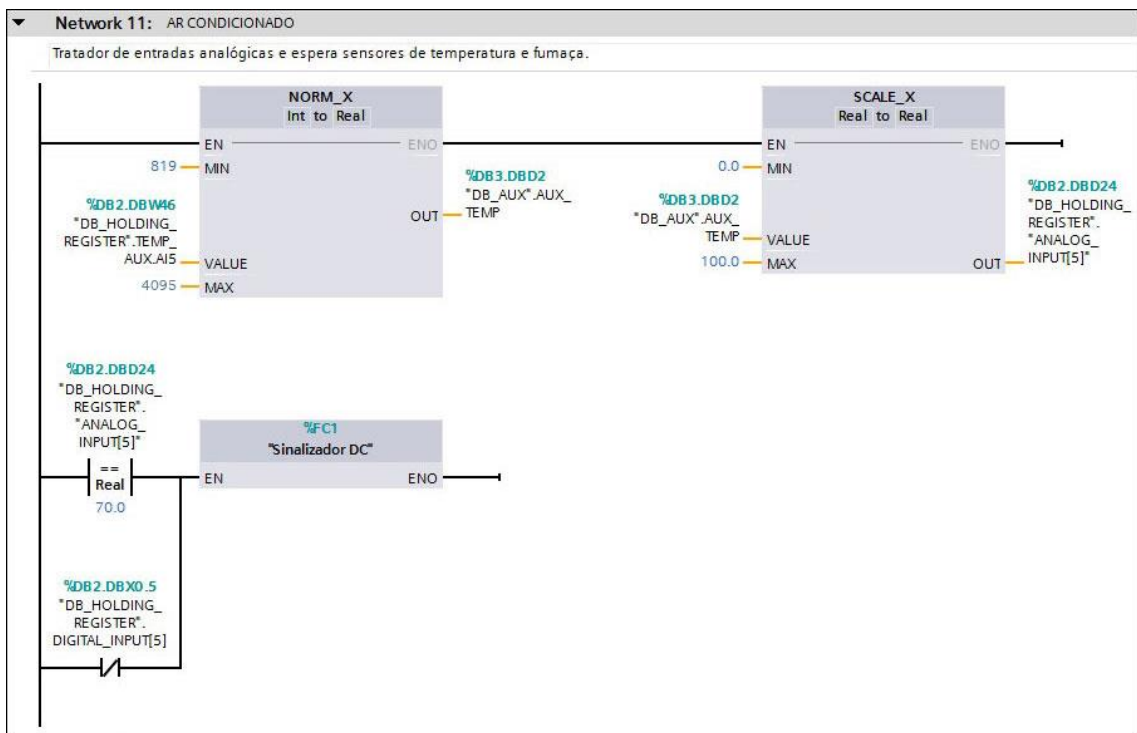 Network 11: AR CONDICIONADO
Tratador de entradas analógicas e espera sensores de temperatura e fumaça.
NORM_X
Int to Real
EN
ENO
819
MIN
%DB2.DBW46
"DB_HOLDING_
REGISTER".TEMP_
AUX.AI5
VALUE
4095
MAX
OUT
%DB3.DBD2
"DB_AUX".AUX_
TEMP
SCALE_X
Real to Real
EN
ENO
0.0
MIN
%DB3.DBD2
"DB_AUX".AUX_
TEMP
VALUE
100.0
MAX
OUT
%DB2.DBD24
"DB_HOLDING_
REGISTER".
"ANALOG_
INPUT[5]"
%DB2.DBD24
"DB_HOLDING_
REGISTER".
"ANALOG_
INPUT[5]"
==
Real
70.0
%FC1
"Sinalizador DC"
EN
ENO
%DB2.DBX0.5
"DB_HOLDING_
REGISTER".
DIGITAL_INPUT[5]